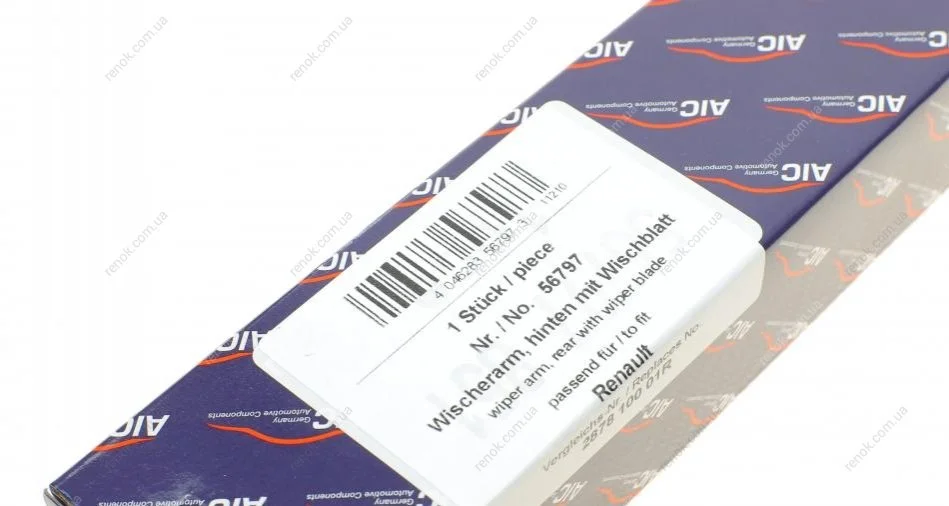 4 046283 56797 3
11210
1 Stück / piece
Nr. / No. 56797
Wischerarm, hinten mit Wischblatt
wiper arm, rear with wiper blade
passend für / to fit
Renault
Vergleichs-Nr. / Replaces No.
2878 100 01R
AIC
Germany
Automotive Components
renok.com.ua